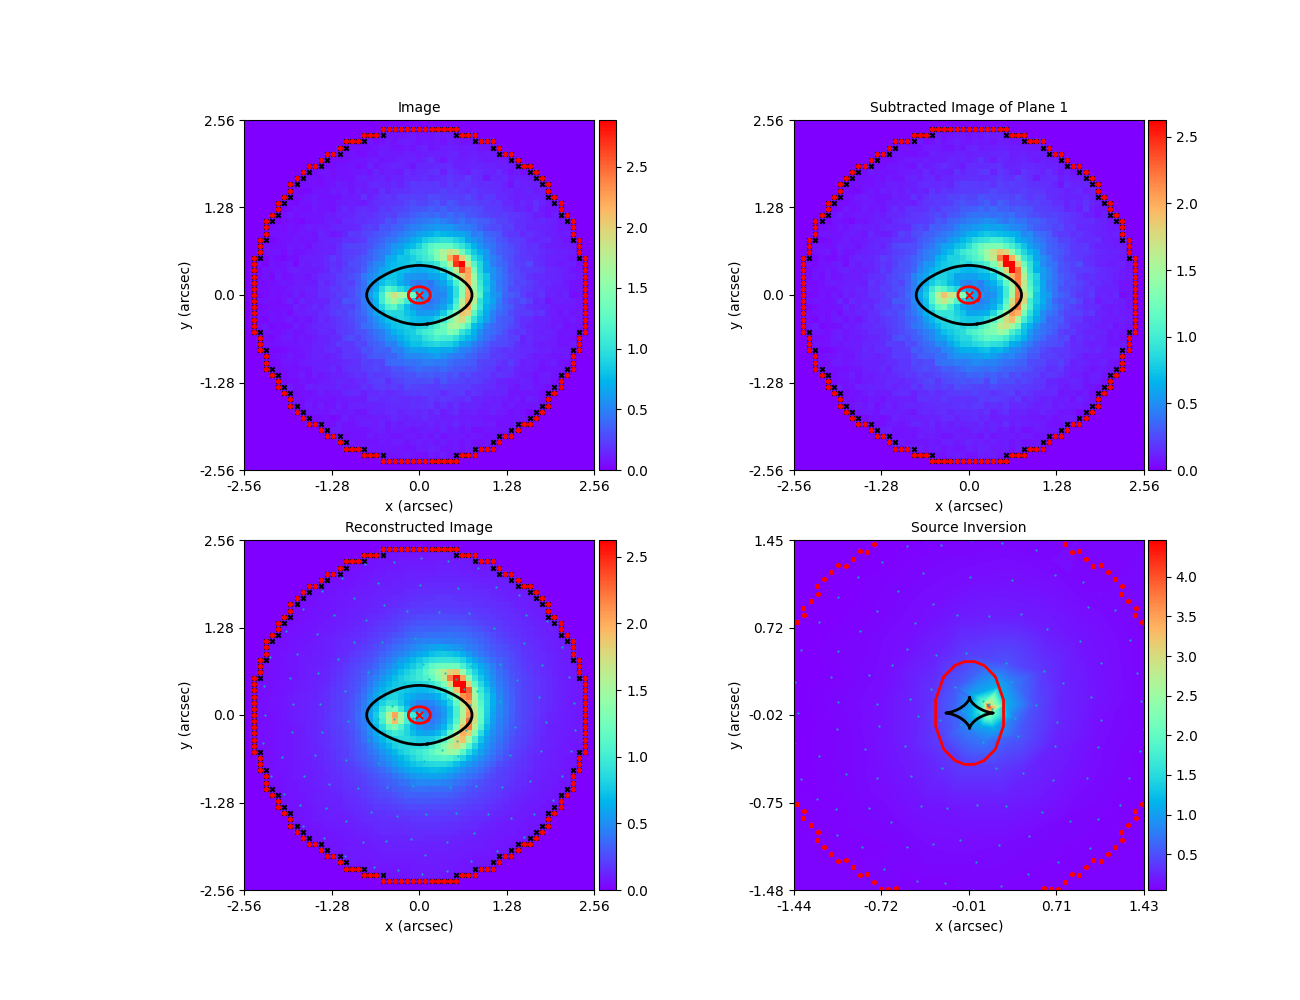 Image
2.56
1.28
0.0
-1.28
-2.56
y (arcsec)
-2.56 -1.28 0.0 1.28 2.56
x (arcsec)
2.5
2.0
1.5
1.0
0.5
0.0
Subtracted Image of Plane 1
2.56
1.28
0.0
-1.28
-2.56
y (arcsec)
-2.56 -1.28 0.0 1.28 2.56
x (arcsec)
2.5
2.0
1.5
1.0
0.5
0.0
Reconstructed Image
2.56
1.28
0.0
-1.28
-2.56
y (arcsec)
-2.56 -1.28 0.0 1.28 2.56
x (arcsec)
2.5
2.0
1.5
1.0
0.5
0.0
Source Inversion
1.45
0.72
-0.02
-0.75
-1.48
y (arcsec)
-1.44 -0.72 -0.01 0.71 1.43
x (arcsec)
4.0
3.5
3.0
2.5
2.0
1.5
1.0
0.5